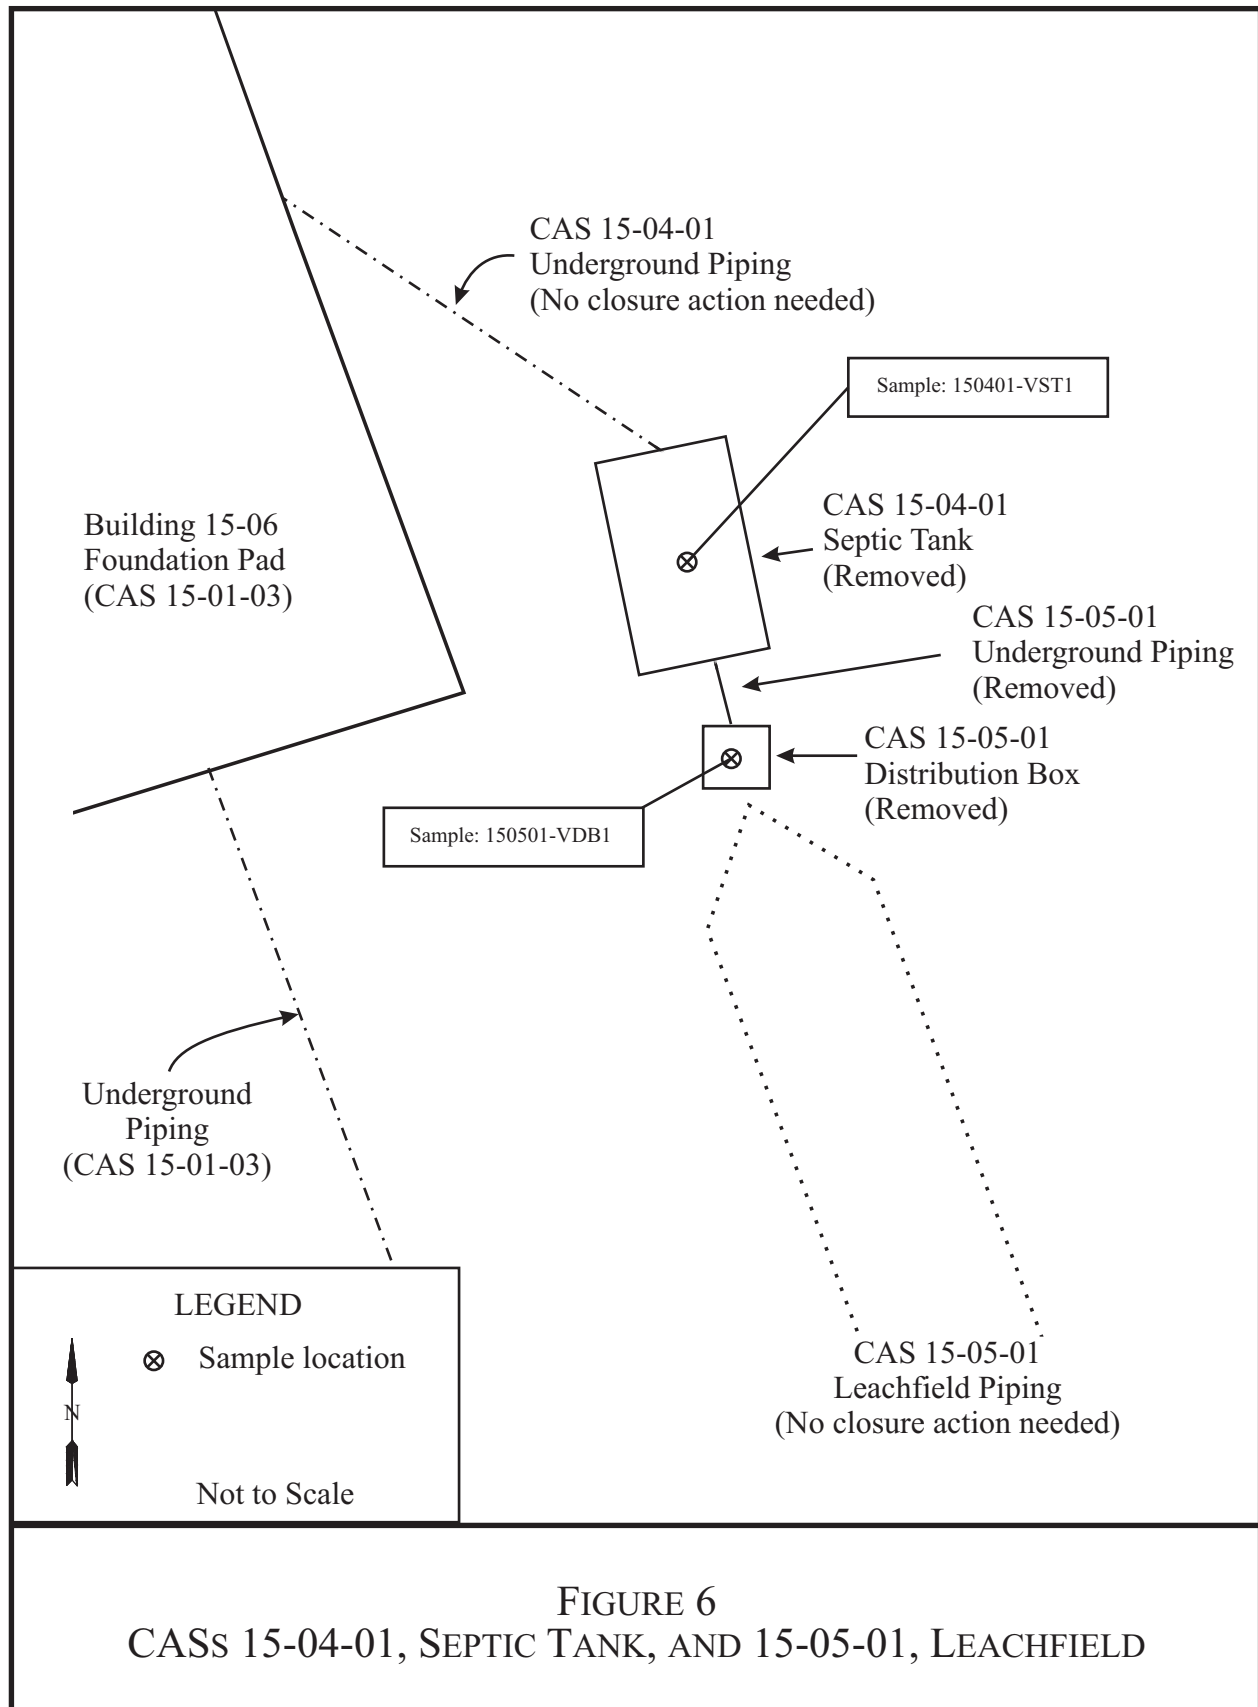 CAS 15-04-01
Underground Piping
(No closure action needed)
Sample: 150401-VST1
Building 15-06
Foundation Pad
(CAS 15-01-03)
CAS 15-04-01
Septic Tank
(Removed)
CAS 15-05-01
Underground Piping
(Removed)
CAS 15-05-01
Distribution Box
(Removed)
Sample: 150501-VDB1
Underground
Piping
(CAS 15-01-03)
CAS 15-05-01
Leachfield Piping
(No closure action needed)
LEGEND
Sample location
N
Not to Scale
FIGURE 6
CASS 15-04-01, SEPTIC TANK, AND 15-05-01, LEACHFIELD